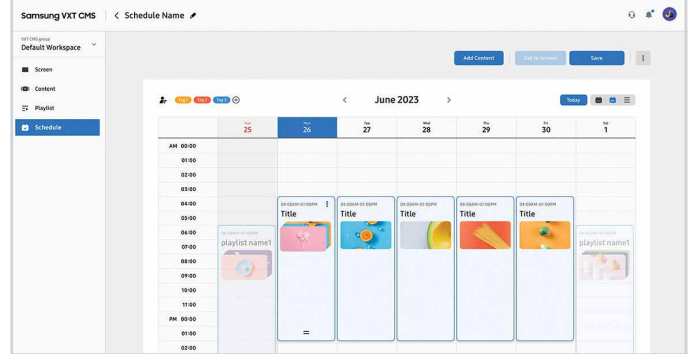 Samsung VXT CMS
Schedule Name
VXT CMS group
Default Workspace
Screen
Content
Playlist
Schedule
Add Content
Set to Screen
Save
Tag 1
Tag 2
Tag 3
June 2023
Today
Sun
25
Mon
26
Tue
27
Wed
28
Thu
29
Fri
30
Sat
1
AM 00:00
01:00
02:00
03:00
04:00
05:00
06:00
07:00
08:00
09:00
10:00
11:00
PM 00:00
01:00
02:00
playlist name1
04:00AM-01:00PM
Title
04:00AM-01:00PM
Title
04:00AM-01:00PM
Title
04:00AM-01:00PM
Title
04:00AM-01:00PM
Title
playlist name1